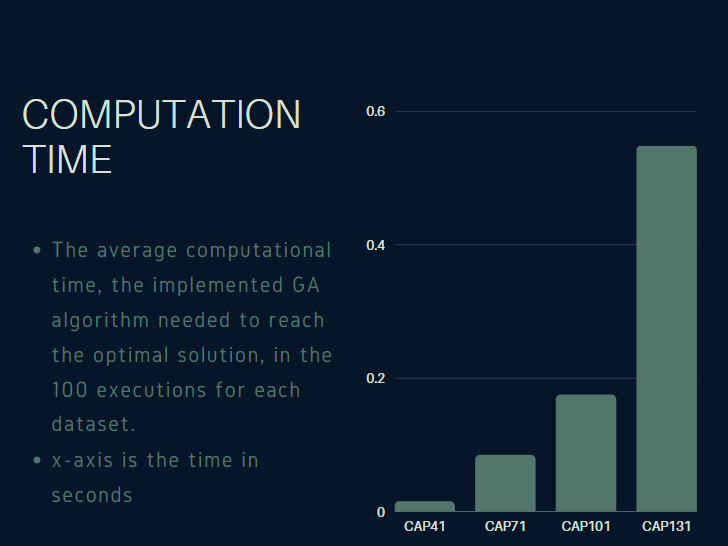 COMPUTATION
TIME
• The average computational
time, the implemented GA
algorithm needed to reach
the optimal solution, in the
100 executions for each
dataset.
• x-axis is the time in
seconds
0.6
0.4
0.2
0
CAP41 CAP71 CAP101 CAP131